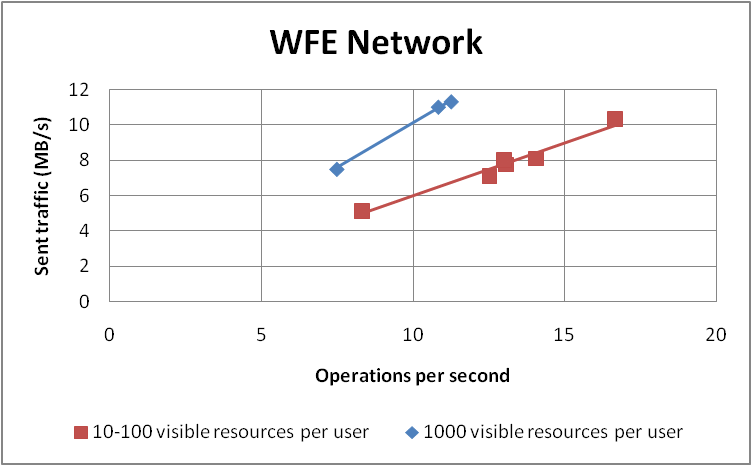 WFE Network
Sent traffic (MB/s)
12
10
8
6
4
2
0
0 5 10 15 20
Operations per second
10-100 visible resources per user 1000 visible resources per user